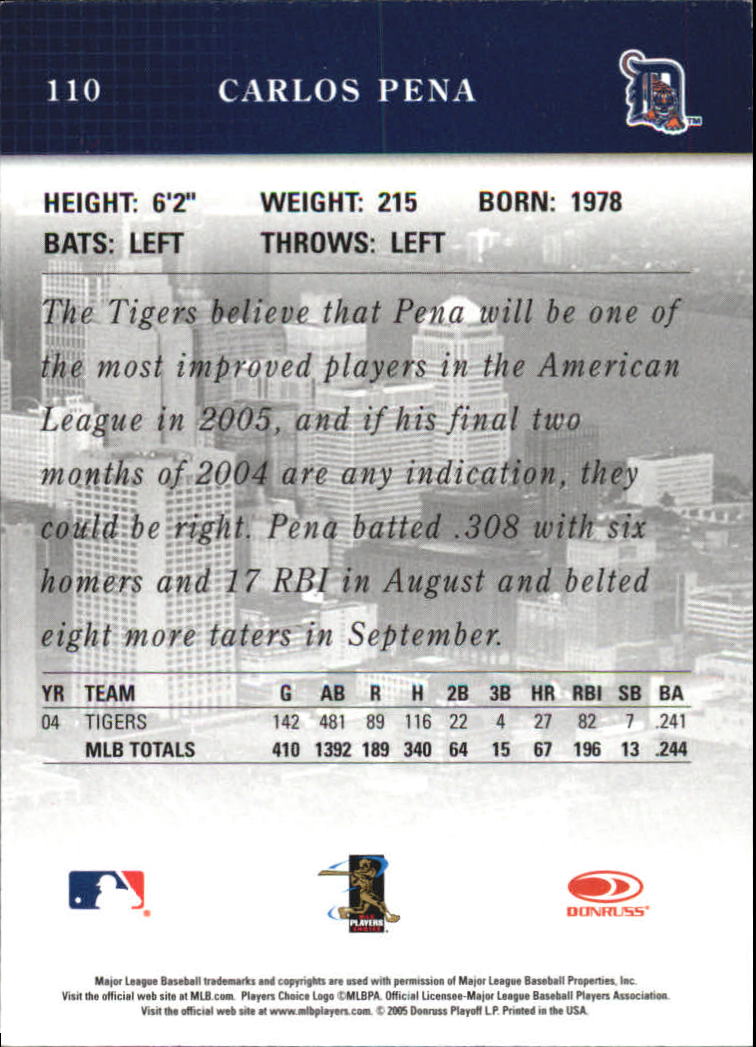 110 CARLOS PENA
TM
HEIGHT: 6'2" WEIGHT: 215 BORN: 1978
BATS: LEFT THROWS: LEFT
The Tigers believe that Pena will be one of
the most improved players in the American
League in 2005, and if his final two
months of 2004 are any indication, they
could be right. Pena batted .308 with six
homers and 17 RBI in August and belted
eight more taters in September.
YR TEAM G AB R H 2B 3B HR RBI SB BA
04 TIGERS 142 481 89 116 22 4 27 82 7 .241
MLB TOTALS 410 1392 189 340 64 15 67 196 13 .244
PLAYERS
CHOICE
DONRUSS
Major League Baseball trademarks and copyrights are used with permission of Major League Baseball Properties, Inc.
Visit the official web site at MLB.com. Players Choice Logo ©MLBPA. Official Licensee-Major League Baseball Players Association.
Visit the official web site at www.mlbplayers.com. © 2005 Donruss Playoff L.P. Printed in the USA.